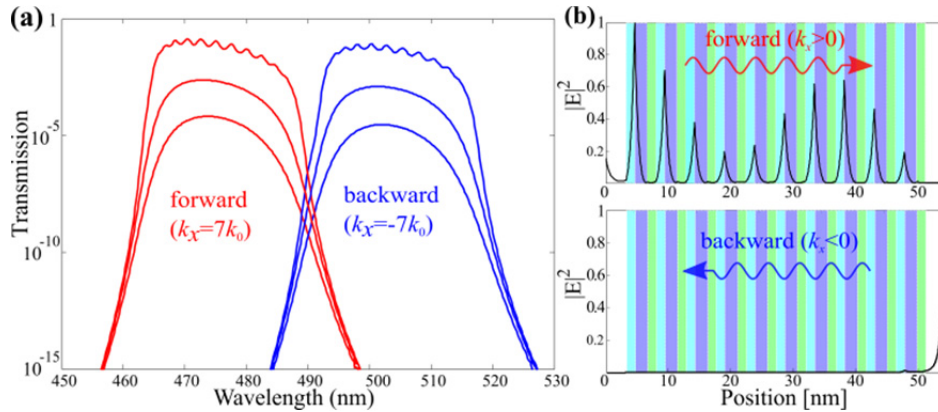 (a)
1
10-5
10-10
10-15
Transmission
forward
(kx=7k0)
backward
(kx=-7k0)
450 460 470 480 490 500 510 520 530
Wavelength (nm)
(b)
1
0.8
0.6
0.4
0.2
|E|2
forward (kx>0)
0 10 20 30 40 50
1
0.8
0.6
0.4
0.2
0
|E|2
backward (kx<0)
0 10 20 30 40 50
Position [nm]